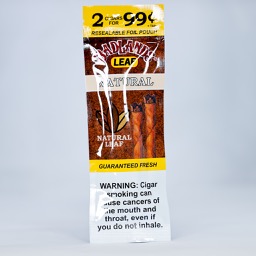 2 CIGARS FOR 99¢
RESEALABLE FOIL POUCH
BADLANDS
LEAF
NATURAL
NATURAL
LEAF
GUARANTEED FRESH
WARNING: Cigar
smoking can
cause cancers of
the mouth and
throat, even if
you do not inhale.